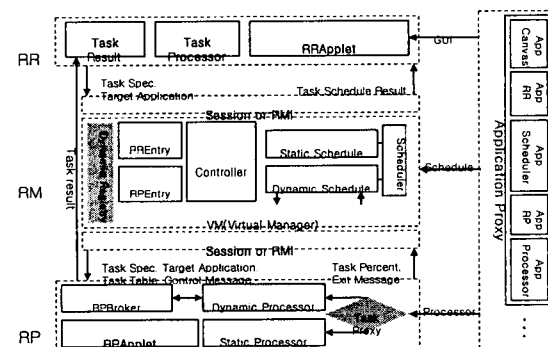 RR
Task
Result
Task
Processor
RRApplet
GUI
Task Spec.
Target Application
Task Schedule Result
Session or RMI
Task result
RM
Dynamic Registry
PREntry
RPEntry
Controller
Static Schedule
Dynamic Schedule
Scheduler
Schedule
VM(Virtual Manager)
Session or RMI
Task Spec. Target Application.
Task Table. Control Message
Task Percent.
Exit Message
RP
RPBroker
Dynamic Processor
RPApplet
Static Processor
Task
Proxy
Processor
Application Proxy
App
Canvas
App
RR
App
Scheduler
App
RP
App
Processor
...